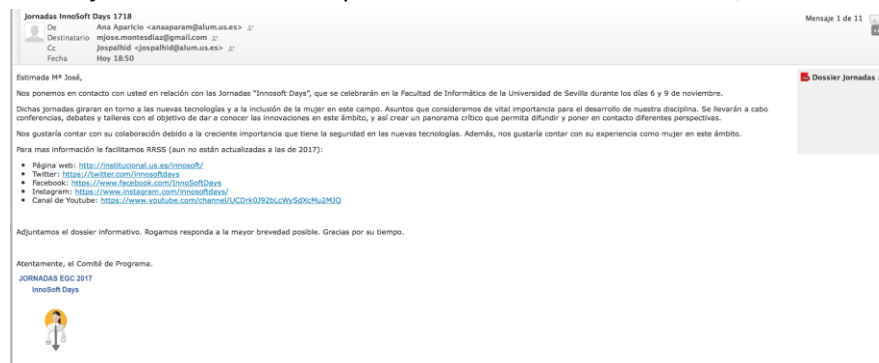 Jornadas InnoSoft Days 1718
De Ana Aparicio <anaaparam@alum.us.es>
Mensaje 1 de 11
Destinatario mjose.montesdiaz@gmail.com
Cc Jospalhid <jospalhid@alum.us.es>
Fecha Hoy 18:50
Estimada Mª José,
Dossier Jornadas
Nos ponemos en contacto con usted en relación con las Jornadas "Innosoft Days", que se celebrarán en la Facultad de Informática de la Universidad de Sevilla durante los días 6 y 9 de noviembre.
Dichas jornadas giraran en torno a las nuevas tecnologías y a la inclusión de la mujer en este campo. Asuntos que consideramos de vital importancia para el desarrollo de nuestra disciplina. Se llevarán a cabo
conferencias, debates y talleres con el objetivo de dar a conocer las innovaciones en este ámbito, y así crear un panorama crítico que permita difundir y poner en contacto diferentes perspectivas.
Nos gustaría contar con su colaboración debido a la creciente importancia que tiene la seguridad en las nuevas tecnologías. Además, nos gustaría contar con su experiencia como mujer en este ámbito.
Para mas información le facilitamos RRSS (aun no están actualizadas a las de 2017):
• Página web: http://institucional.us.es/innosoft/
• Twitter: https://twitter.com/innosoftdays
• Facebook: https://www.facebook.com/InnoSoftDays
• Instagram: https://www.instagram.com/innosoftdays/
• Canal de Youtube: https://www.youtube.com/channel/UCDrk0J92bLcWySdXcMu2MJQ
Adjuntamos el dossier informativo. Rogamos responda a la mayor brevedad posible. Gracias por su tiempo.
Atentamente, el Comité de Programa.
JORNADAS EGC 2017
InnoSoft Days